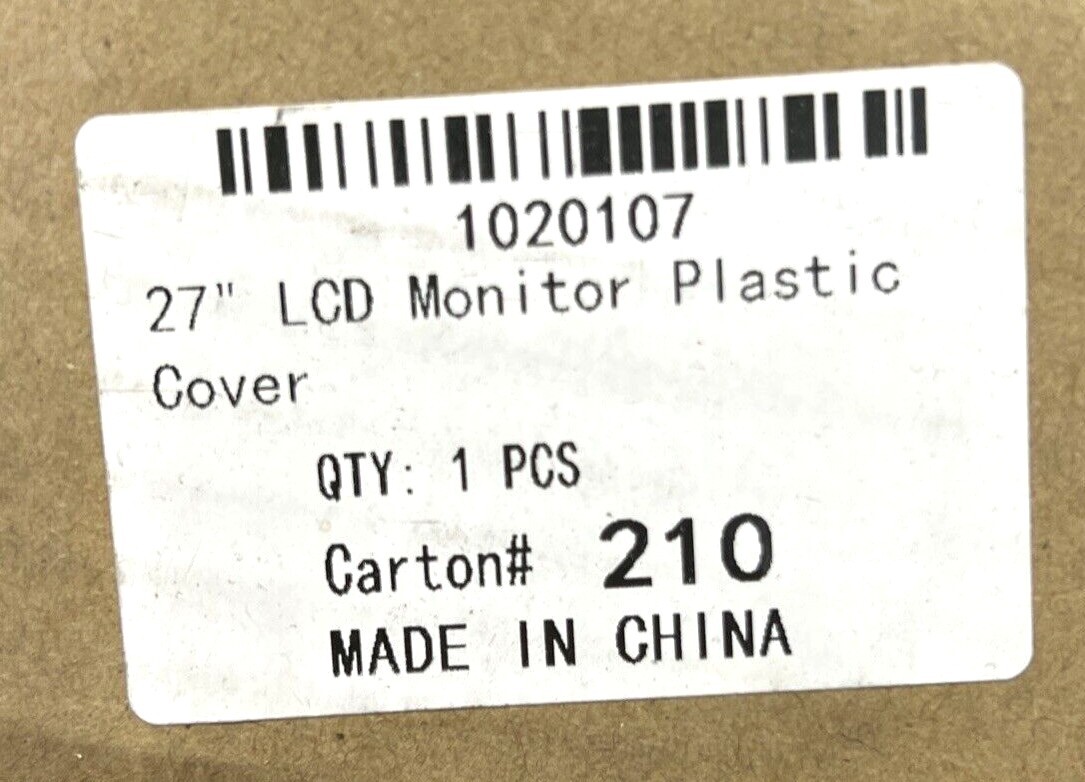 1020107
27" LCD Monitor Plastic
Cover
QTY: 1 PCS
Carton# 210
MADE IN CHINA